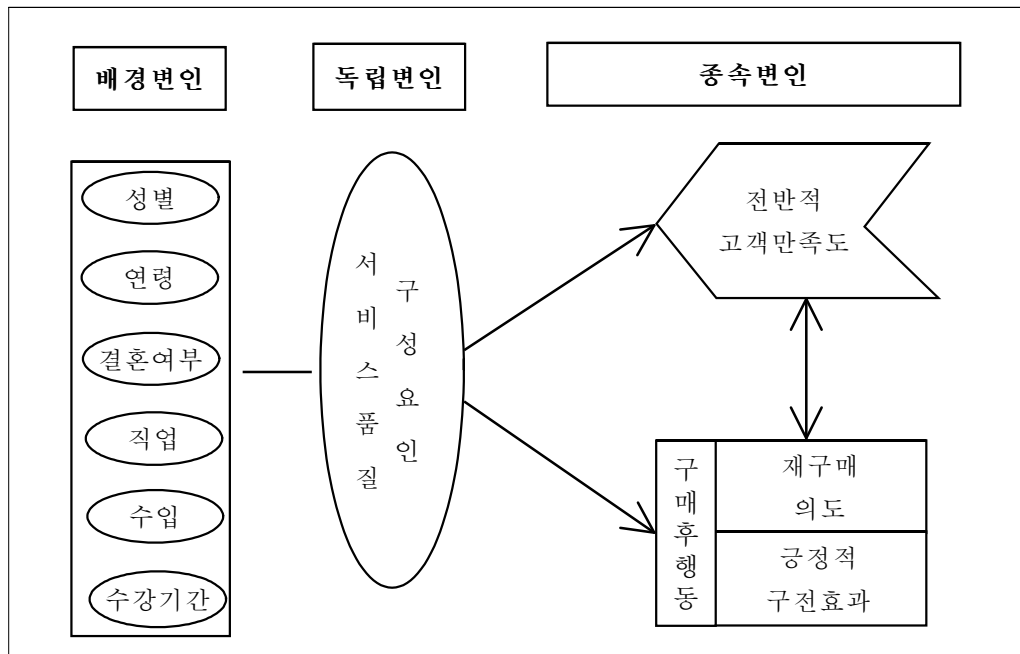 배경변인
독립변인
종속변인
성별
연령
결혼여부
직업
수입
수강기간
서비스품질
구성요인
전반적
고객만족도
구매후행동
재구매
의도
긍정적
구전효과